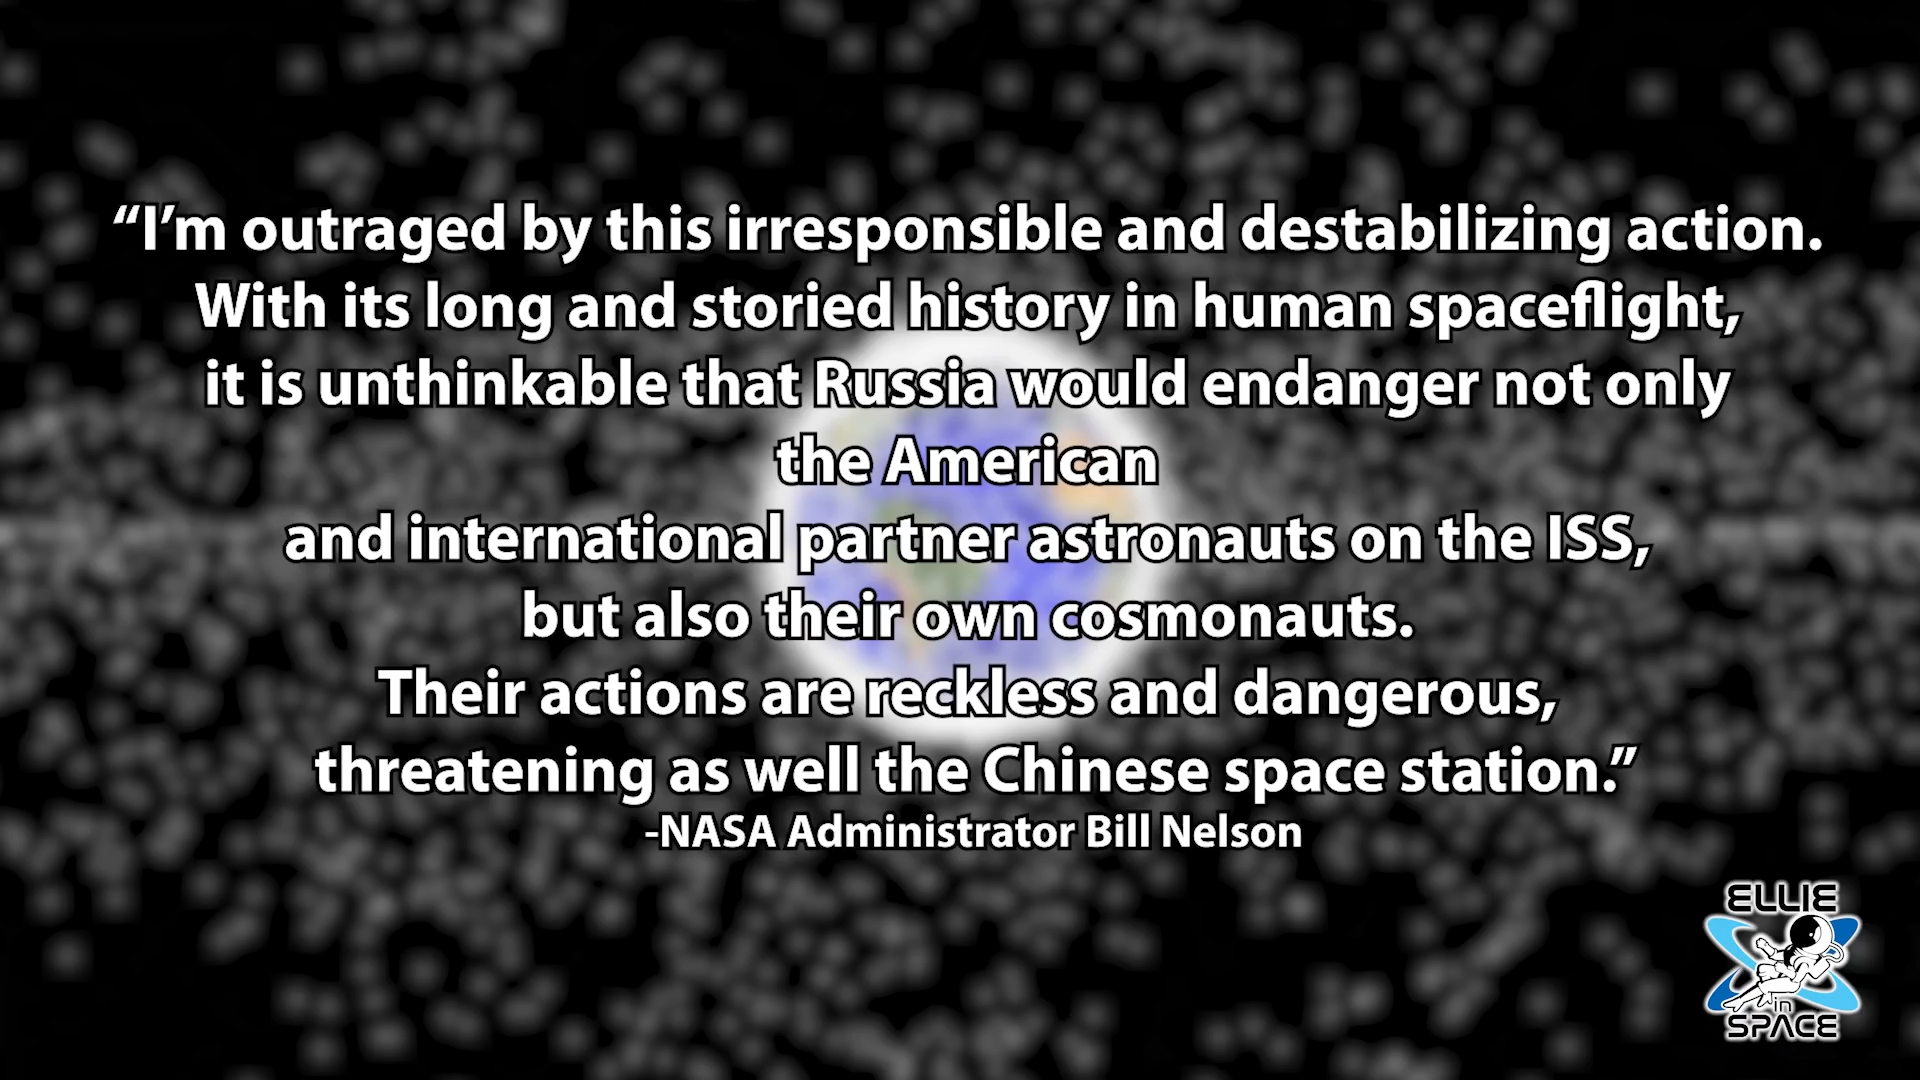 “I’m outraged by this irresponsible and destabilizing action.
With its long and storied history in human spaceflight,
it is unthinkable that Russia would endanger not only
the American
and international partner astronauts on the ISS,
but also their own cosmonauts.
Their actions are reckless and dangerous,
threatening as well the Chinese space station.”
-NASA Administrator Bill Nelson
ELLIE
in
SPACE